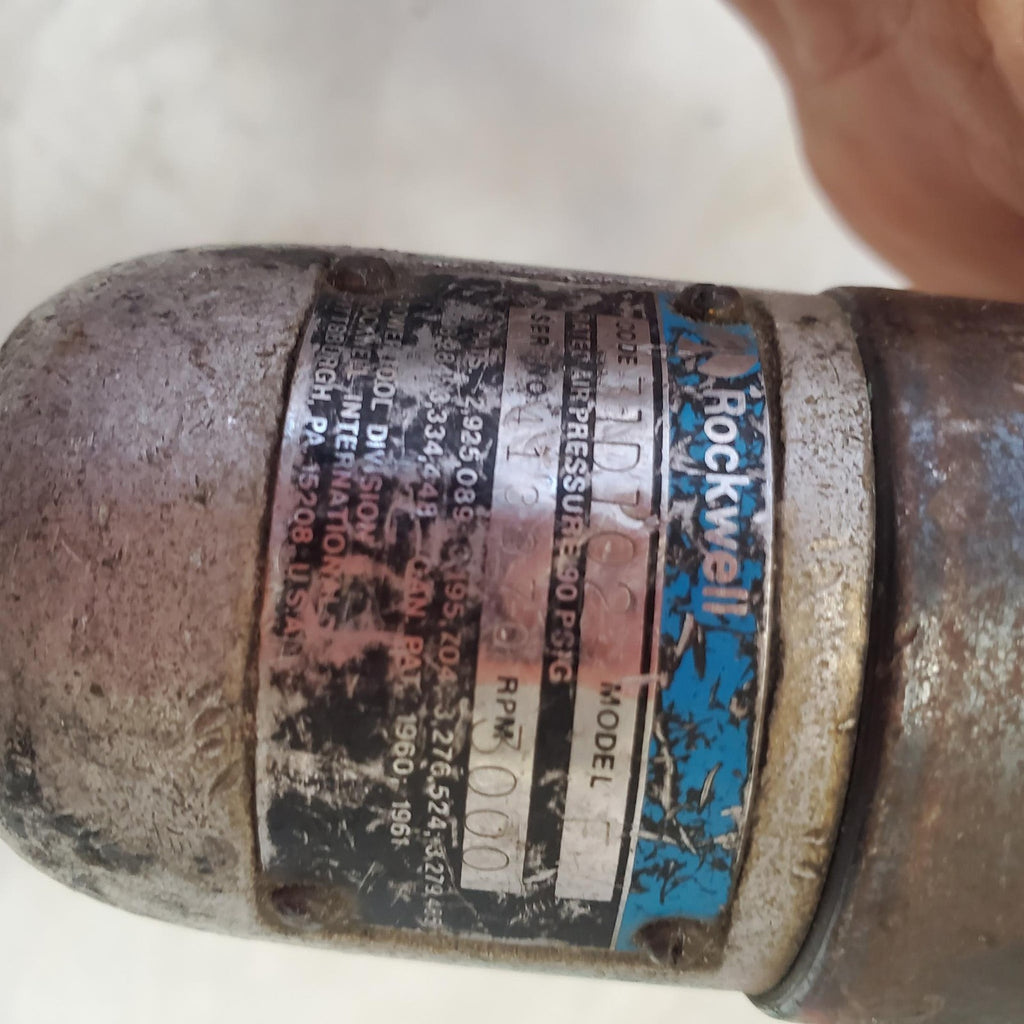 Rockwell
CODE MODEL F
RATED AIR PRESSURE 90 PSIG
SER. No. RPM 3000
2,925,089 3,195,704 3,276,524
3,334,648 CAN. PAT. 1960, 1961
POWER TOOL DIVISION
ROCKWELL INTERNATIONAL
PITTSBURGH, PA. 15208 U.S.A.